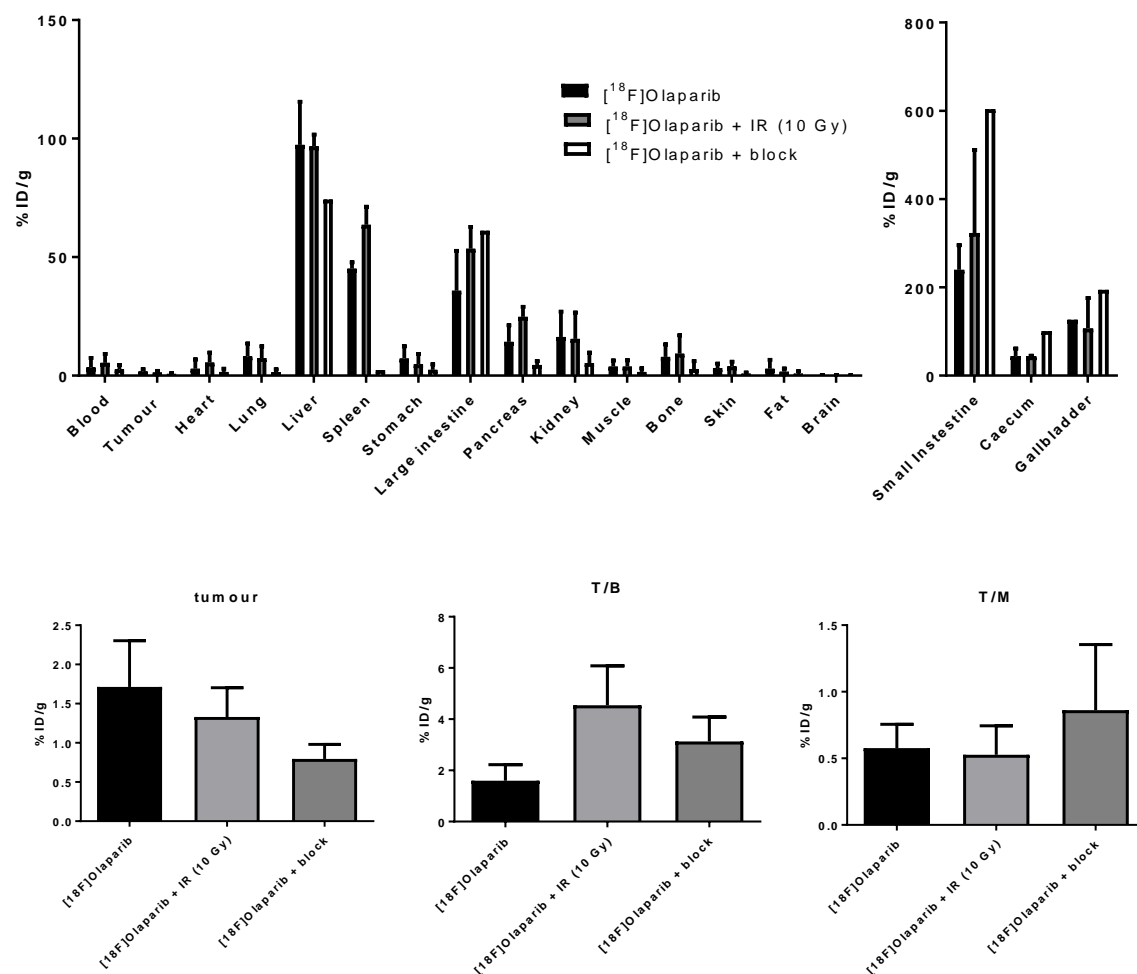 150
100
50
0
% ID/g
[18F]Olaparib
[18F]Olaparib + IR (10 Gy)
[18F]Olaparib + block
Blood
Tumour
Heart
Lung
Liver
Spleen
Stomach
Large intestine
Pancreas
Kidney
Muscle
Bone
Skin
Fat
Brain
800
600
400
200
0
% ID/g
Small Instestine
Caecum
Gallbladder
tumour
2.5
2.0
1.5
1.0
0.5
0.0
% ID/g
[18F]Olaparib
[18F]Olaparib + IR (10 Gy)
[18F]Olaparib + block
T/B
8
6
4
2
0
% ID/g
[18F]Olaparib
[18F]Olaparib + IR (10 Gy)
[18F]Olaparib + block
T/M
1.5
1.0
0.5
0.0
% ID/g
[18F]Olaparib
[18F]Olaparib + IR (10 Gy)
[18F]Olaparib + block